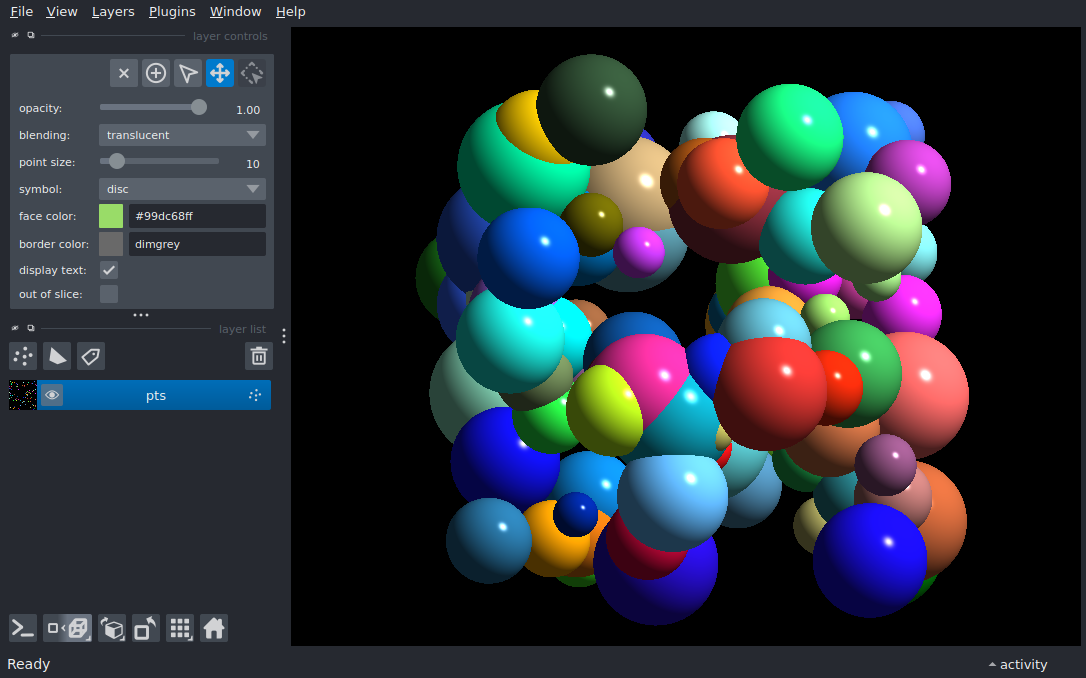 File View Layers Plugins Window Help
layer controls
opacity: 1.00
blending: translucent
point size: 10
symbol: disc
face color: #99dc68ff
border color: dimgrey
display text:
out of slice:
layer list
pts
Ready
activity